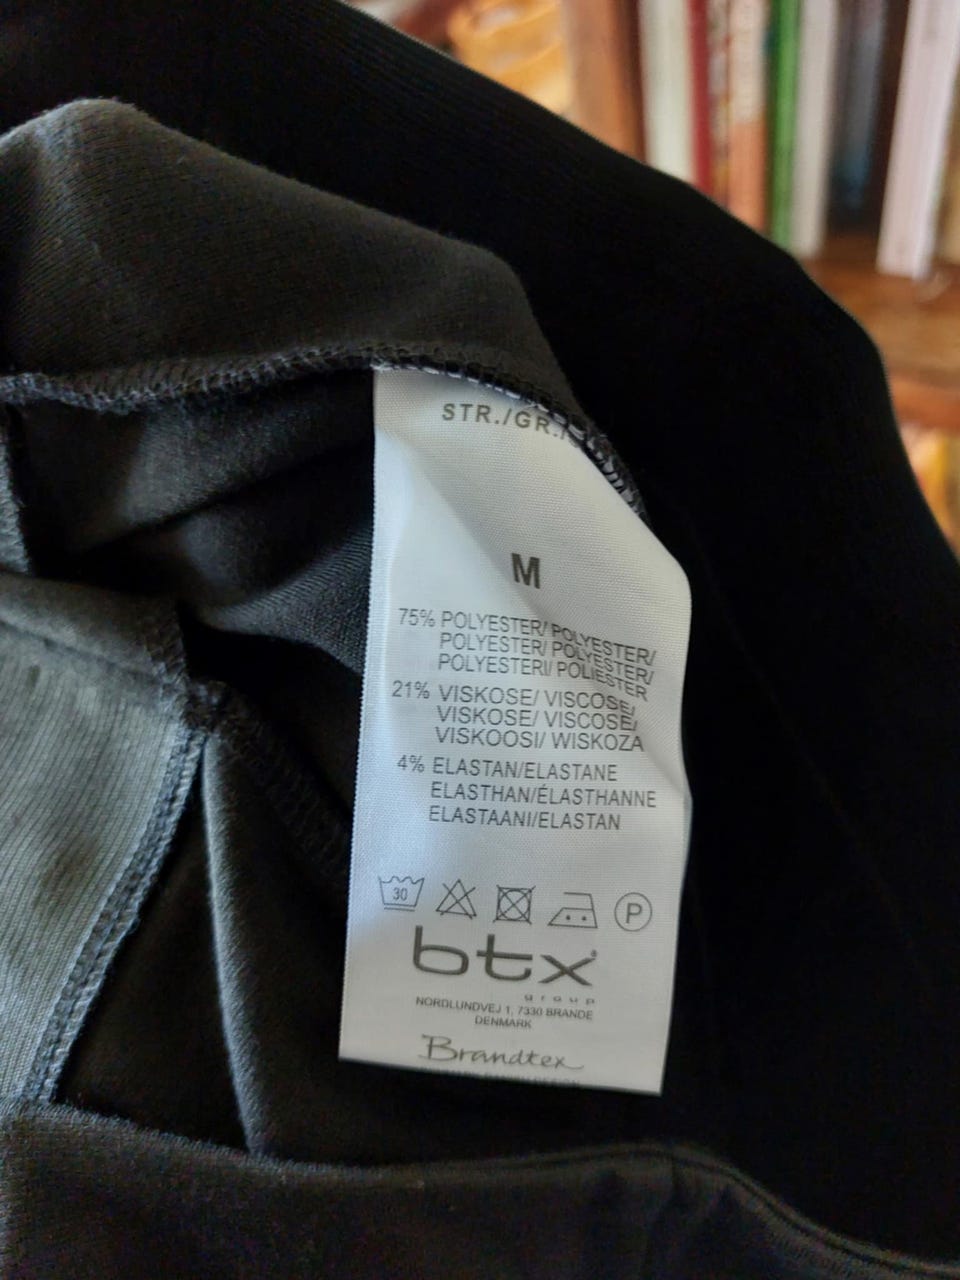 STR./GR.
M
75% POLYESTER/ POLYESTER/
POLYESTER/ POLYESTER/
POLYESTERI/ POLIESTER
21% VISKOSE/ VISCOSE/
VISKOSE/ VISCOSE/
VISKOOSI/ WISKOZA
4% ELASTAN/ELASTANE
ELASTHAN/ÉLASTHANNE
ELASTAANI/ELASTAN
30
P
btx®
group
NORDLUNDVEJ 1, 7330 BRANDE
DENMARK
Brandtex